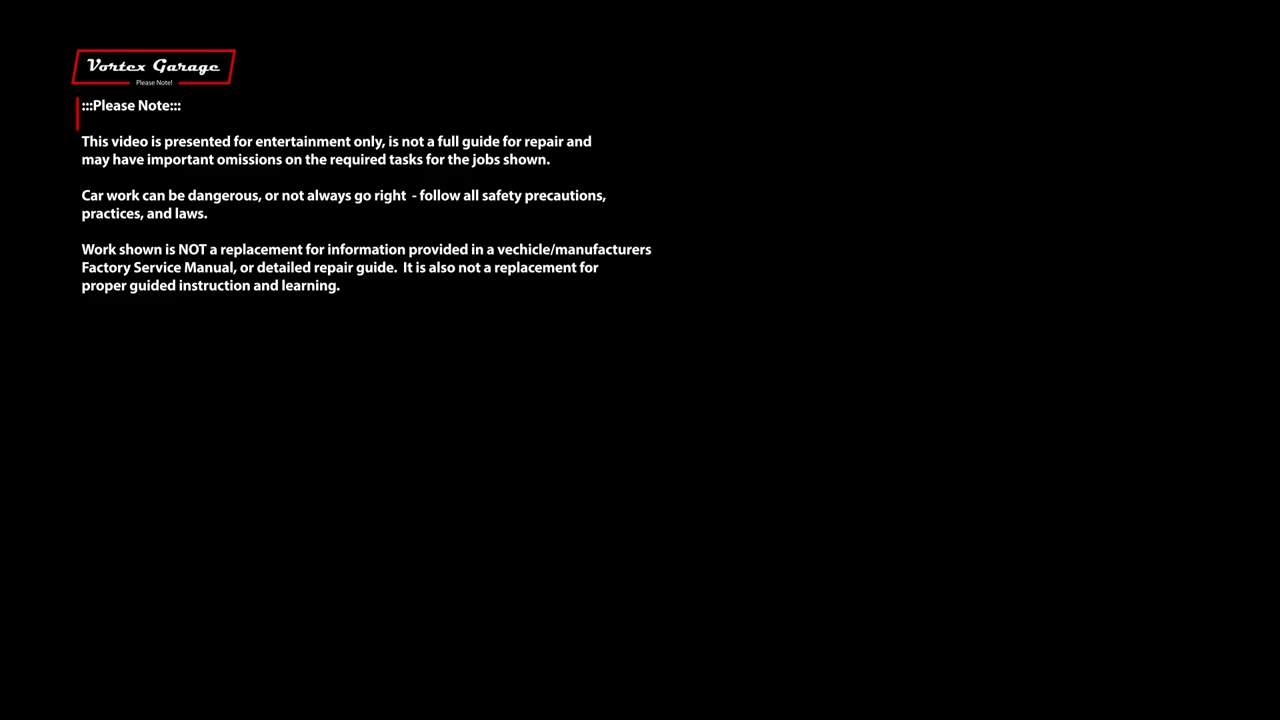 Vortex Garage
Please Note!
:::Please Note:::
This video is presented for entertainment only, is not a full guide for repair and
may have important omissions on the required tasks for the jobs shown.
Car work can be dangerous, or not always go right  - follow all safety precautions,
practices, and laws.
Work shown is NOT a replacement for information provided in a vechicle/manufacturers
Factory Service Manual, or detailed repair guide.  It is also not a replacement for
proper guided instruction and learning.